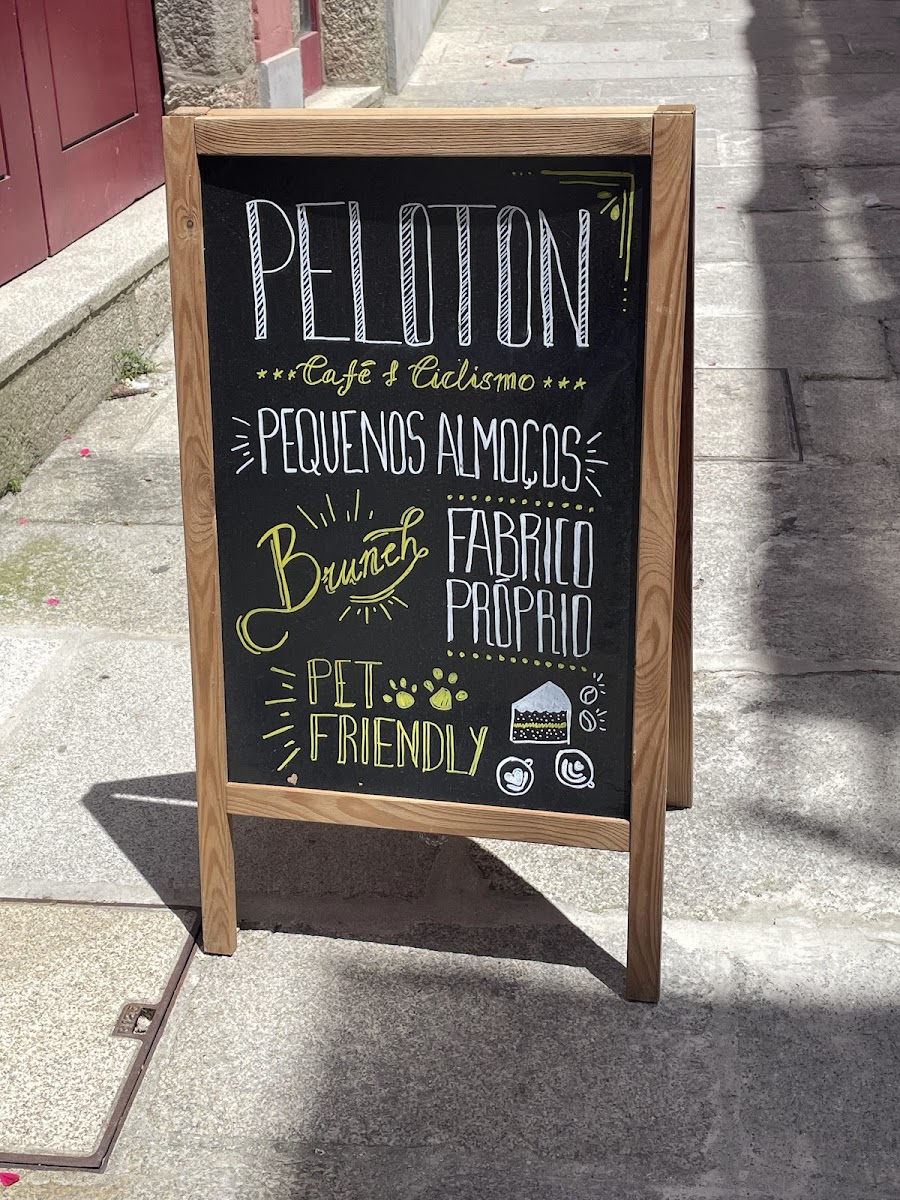 PELOTON
Café & Ciclismo
PEQUENOS ALMOÇOS
Brunch
FABRICO
PRÓPRIO
PET
FRIENDLY